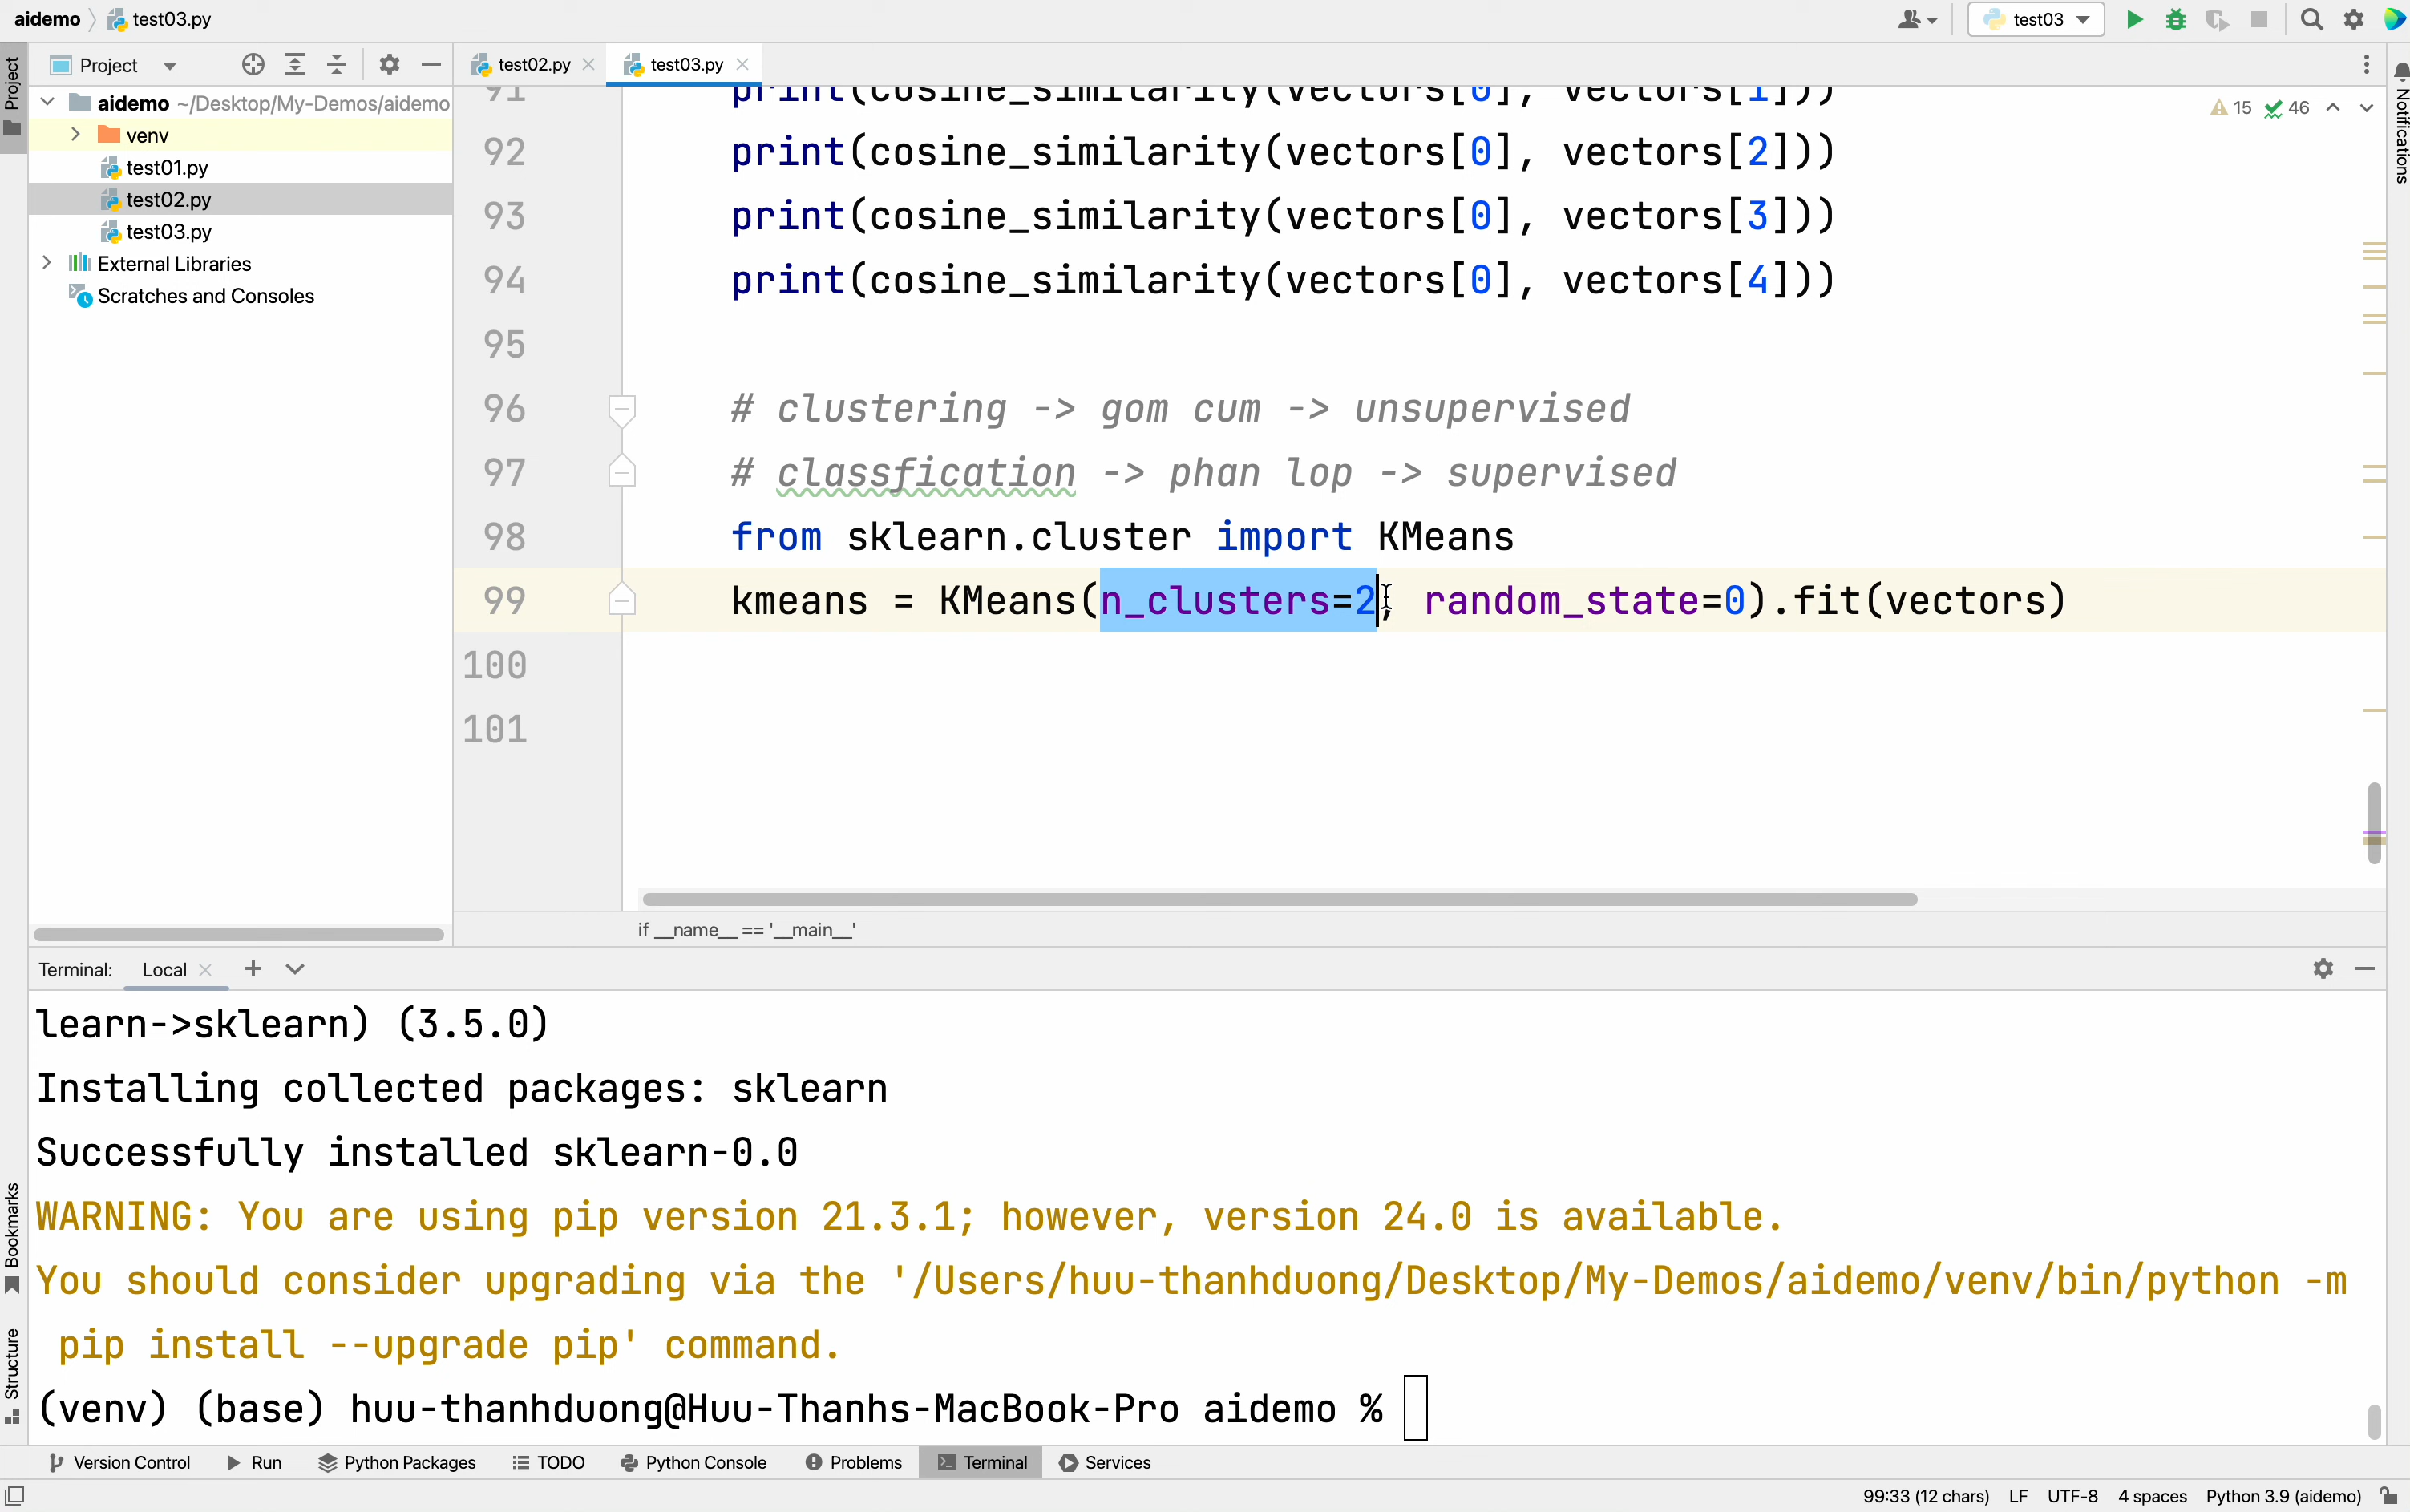 aidemo test03.py
test03
Project
test02.py
test03.py
15 46
Project
aidemo ~/Desktop/My-Demos/aidemo
venv
test01.py
test02.py
test03.py
External Libraries
Scratches and Consoles
Notifications
91 print(cosine_similarity(vectors[0], vectors[1]))
92 print(cosine_similarity(vectors[0], vectors[2]))
93 print(cosine_similarity(vectors[0], vectors[3]))
94 print(cosine_similarity(vectors[0], vectors[4]))
95
96 # clustering -> gom cum -> unsupervised
97 # classfication -> phan lop -> supervised
98 from sklearn.cluster import KMeans
99 kmeans = KMeans(n_clusters=2, random_state=0).fit(vectors)
100
101
if __name__ == '__main__'
Terminal: Local
learn->sklearn) (3.5.0)
Installing collected packages: sklearn
Successfully installed sklearn-0.0
WARNING: You are using pip version 21.3.1; however, version 24.0 is available.
You should consider upgrading via the '/Users/huu-thanhduong/Desktop/My-Demos/aidemo/venv/bin/python -m
pip install --upgrade pip' command.
(venv) (base) huu-thanhduong@Huu-Thanhs-MacBook-Pro aidemo %
Bookmarks
Structure
Version Control Run Python Packages TODO Python Console Problems Terminal Services
99:33 (12 chars) LF UTF-8 4 spaces Python 3.9 (aidemo)